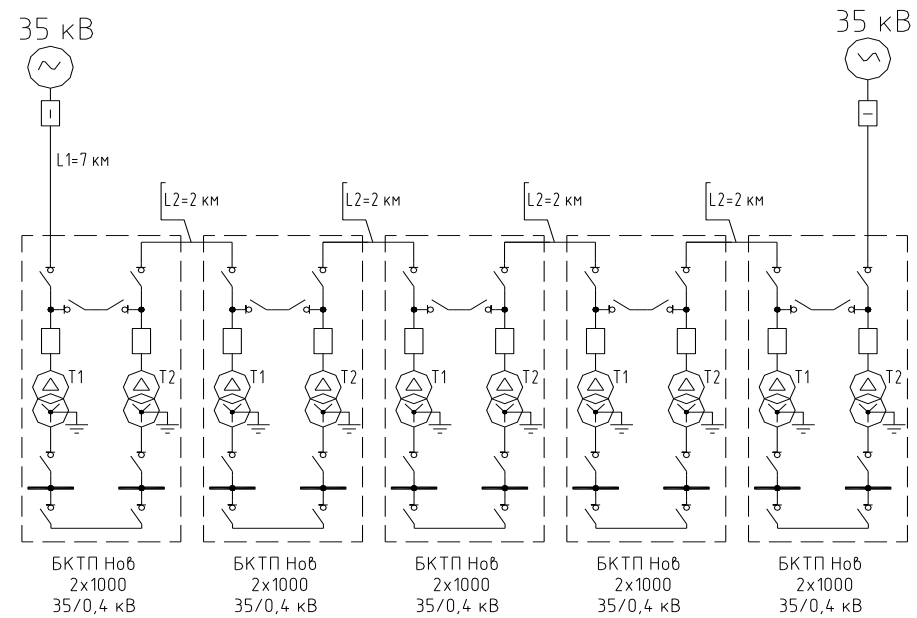 35 кВ
35 кВ
L1=7 км
L2=2 км
L2=2 км
L2=2 км
L2=2 км
T1
T2
T1
T2
T1
T2
T1
T2
T1
T2
БКТП Нов
2х1000
35/0,4 кВ
БКТП Нов
2х1000
35/0,4 кВ
БКТП Нов
2х1000
35/0,4 кВ
БКТП Нов
2х1000
35/0,4 кВ
БКТП Нов
2х1000
35/0,4 кВ